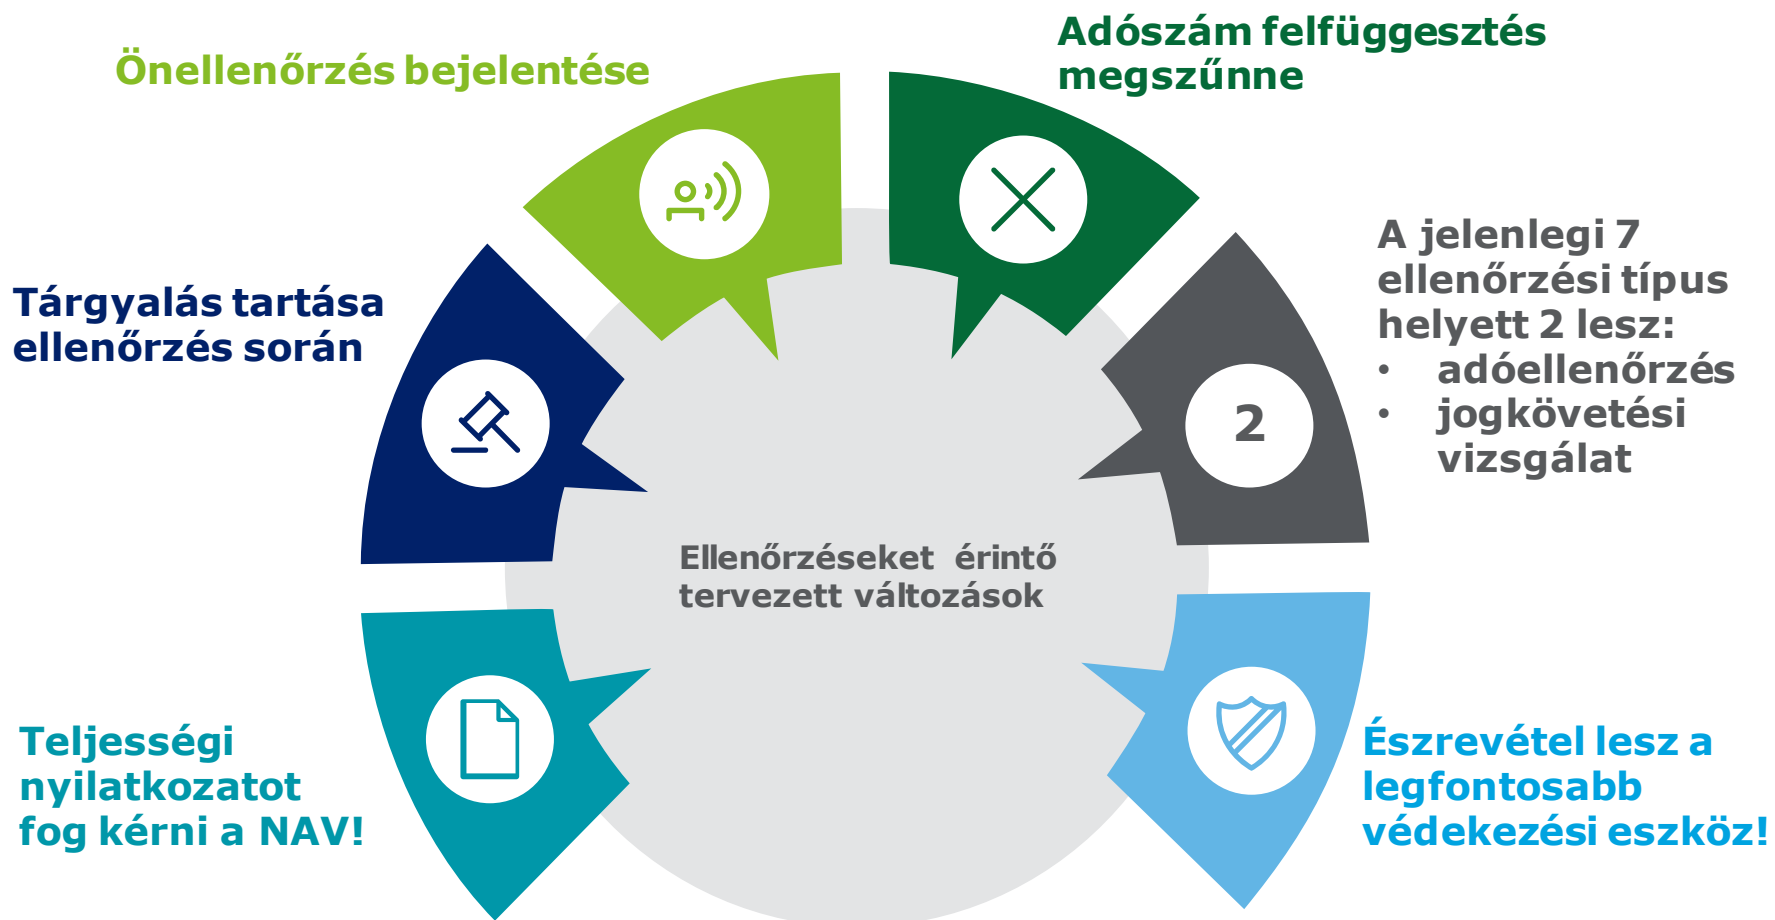 Önellenőrzés bejelentése
Adószám felfüggesztés
megszűnne
Tárgyalás tartása
ellenőrzés során
A jelenlegi 7
ellenőrzési típus
helyett 2 lesz:
• adóellenőrzés
• jogkövetési
vizsgálat
2
Ellenőrzéseket érintő
tervezett változások
Teljességi
nyilatkozatot
fog kérni a NAV!
Észrevétel lesz a
legfontosabb
védekezési eszköz!